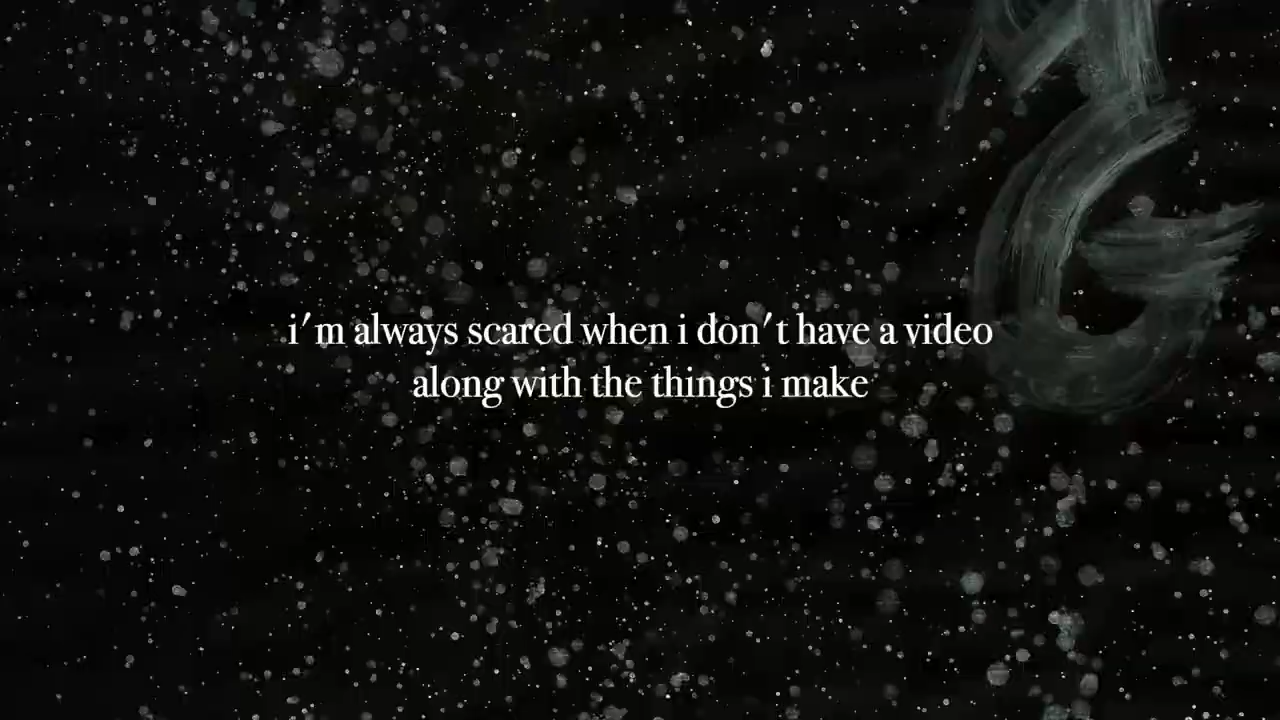 i'm always scared when i don't have a video
along with the things i make